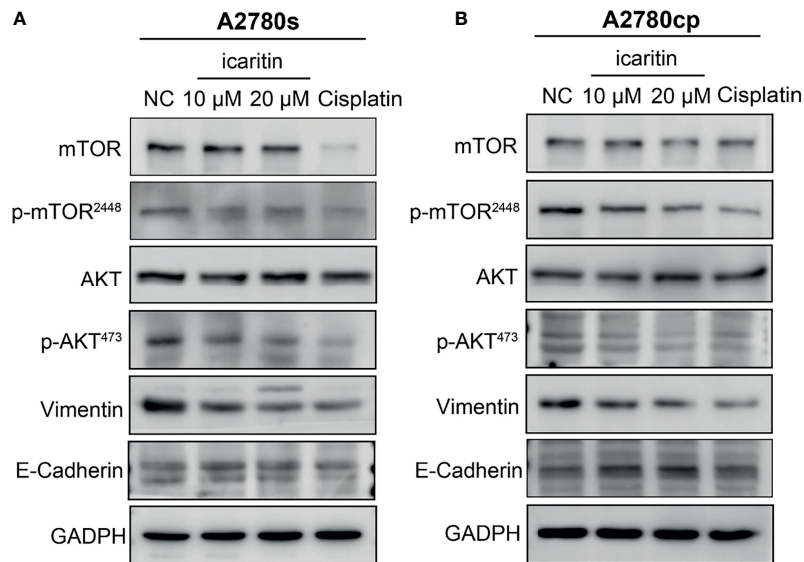 A
A2780s
icaritin
NC 10 µM 20 µM Cisplatin
mTOR
p-mTOR²⁴⁴⁸
AKT
p-AKT⁴⁷³
Vimentin
E-Cadherin
GADPH
B
A2780cp
icaritin
NC 10 µM 20 µM Cisplatin
mTOR
p-mTOR²⁴⁴⁸
AKT
p-AKT⁴⁷³
Vimentin
E-Cadherin
GADPH